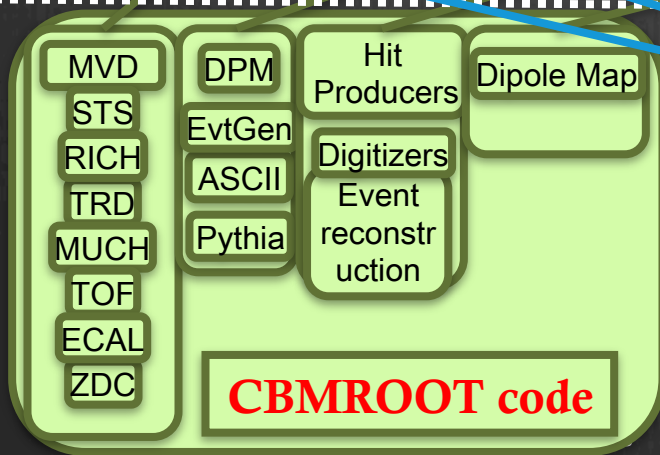 MVD
STS
RICH
TRD
MUCH
TOF
ECAL
ZDC
DPM
EvtGen
ASCII
Pythia
Hit
Producers
Digitizers
Event
reconstr
uction
Dipole Map
CBMROOT code